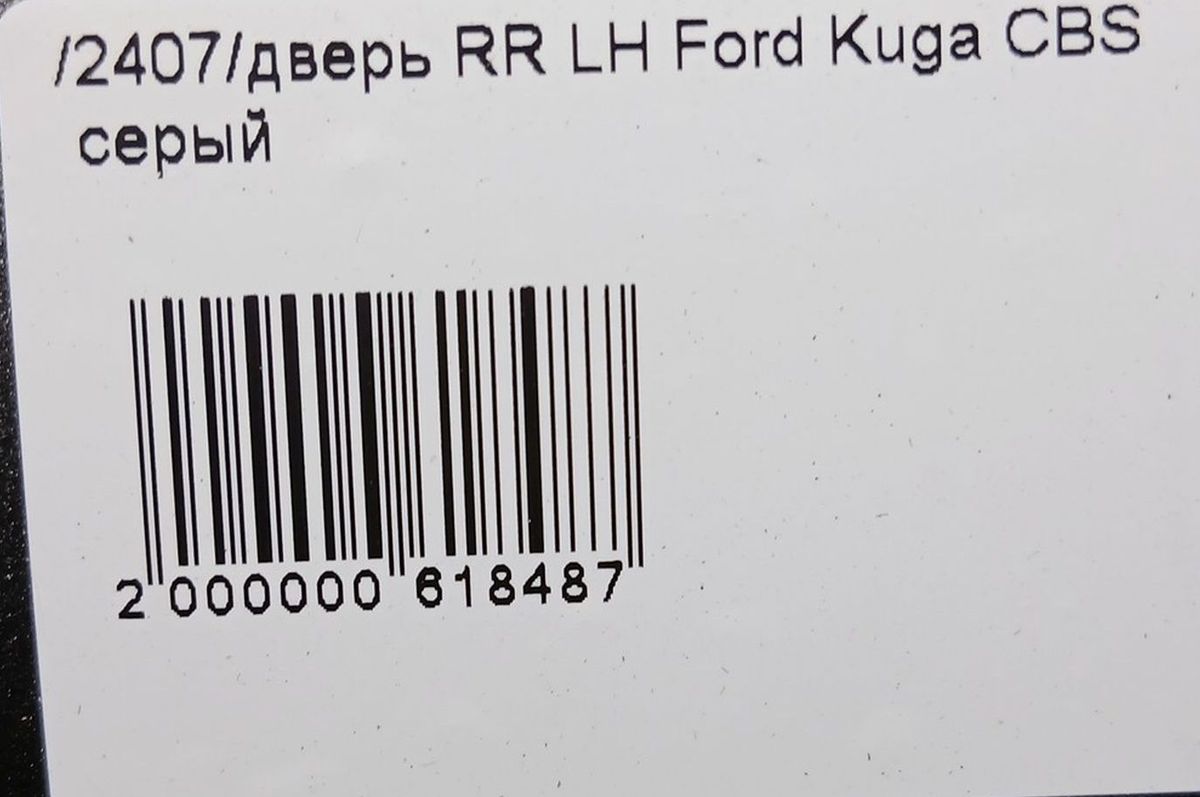 /2407/дверь RR LH Ford Kuga CBS
серый
2 000000 618487